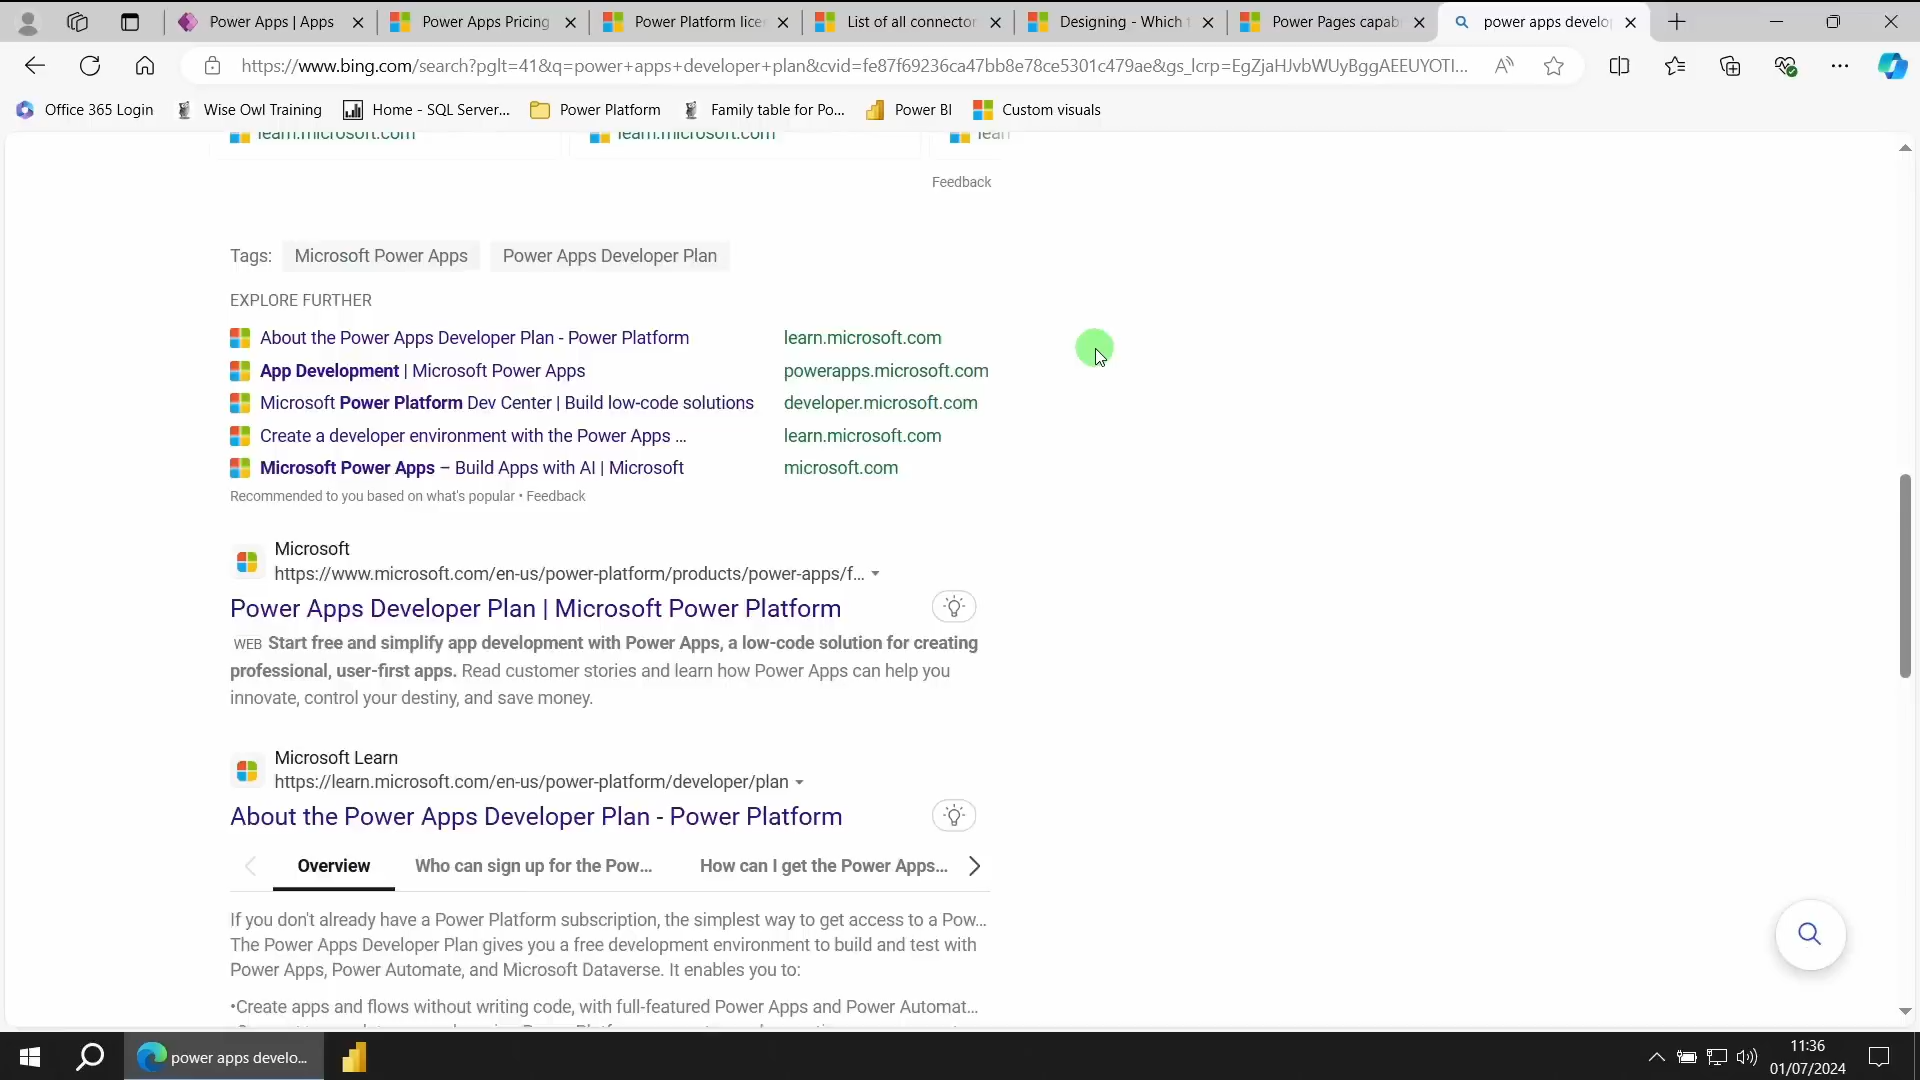 Power Apps | Apps
Power Apps Pricing
Power Platform lice
List of all connector
Designing - Which
Power Pages capab
power apps develo
https://www.bing.com/search?pglt=41&q=power+apps+developer+plan&cvid=fe87f69236ca47bb8e78ce5301c479ae&gs_lcrp=EgZjaHJvbWUyBggAEEUYOTI...
Office 365 Login
Wise Owl Training
Home - SQL Server...
Power Platform
Family table for Po...
Power BI
Custom visuals
learn.microsoft.com
learn.microsoft.com
lean
Feedback
Tags:
Microsoft Power Apps
Power Apps Developer Plan
EXPLORE FURTHER
About the Power Apps Developer Plan - Power Platform
learn.microsoft.com
App Development | Microsoft Power Apps
powerapps.microsoft.com
Microsoft Power Platform Dev Center | Build low-code solutions
developer.microsoft.com
Create a developer environment with the Power Apps ...
learn.microsoft.com
Microsoft Power Apps – Build Apps with AI | Microsoft
microsoft.com
Recommended to you based on what's popular • Feedback
Microsoft
https://www.microsoft.com/en-us/power-platform/products/power-apps/f...
Power Apps Developer Plan | Microsoft Power Platform
WEB Start free and simplify app development with Power Apps, a low-code solution for creating
professional, user-first apps. Read customer stories and learn how Power Apps can help you
innovate, control your destiny, and save money.
Microsoft Learn
https://learn.microsoft.com/en-us/power-platform/developer/plan
About the Power Apps Developer Plan - Power Platform
Overview
Who can sign up for the Pow...
How can I get the Power Apps...
If you don't already have a Power Platform subscription, the simplest way to get access to a Pow...
The Power Apps Developer Plan gives you a free development environment to build and test with
Power Apps, Power Automate, and Microsoft Dataverse. It enables you to:
•Create apps and flows without writing code, with full-featured Power Apps and Power Automat...
power apps develo...
11:36
01/07/2024